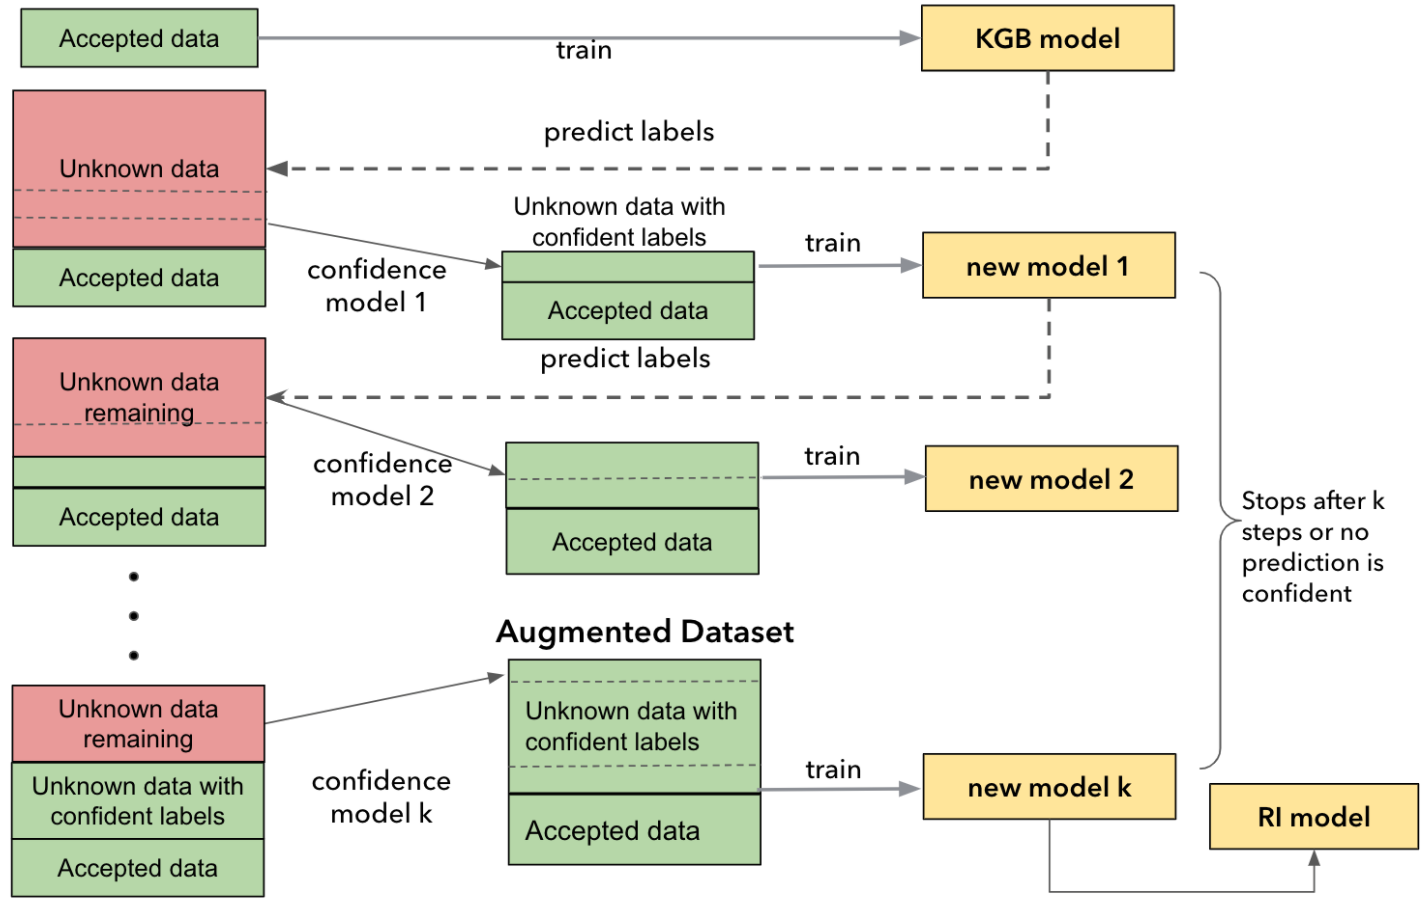 Accepted data
train
KGB model
predict labels
Unknown data
Accepted data
Unknown data with
confident labels
confidence
model 1
Accepted data
train
new model 1
predict labels
Unknown data
remaining
Accepted data
confidence
model 2
Accepted data
train
new model 2
Stops after k
steps or no
prediction is
confident
Augmented Dataset
Unknown data
remaining
Unknown data with
confident labels
Accepted data
confidence
model k
Unknown data with
confident labels
Accepted data
train
new model k
RI model